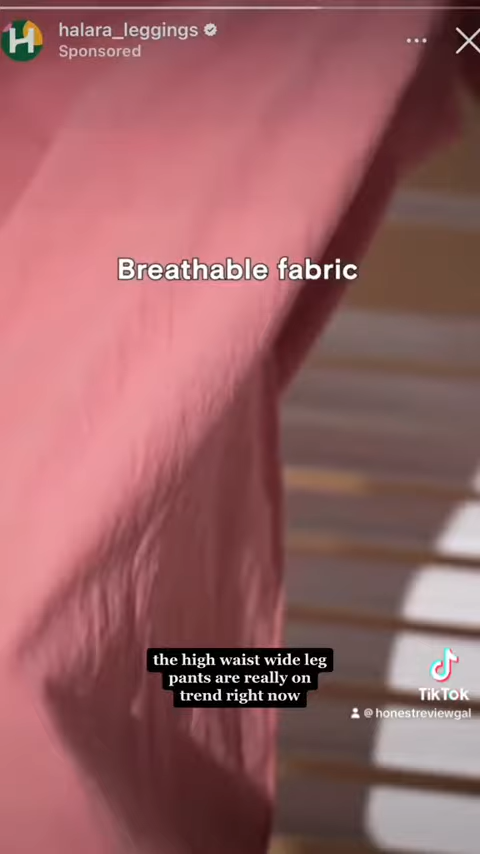 halara_leggings
Sponsored
Breathable fabric
the high waist wide leg
pants are really on
trend right now
TikTok
@honestreviewgal